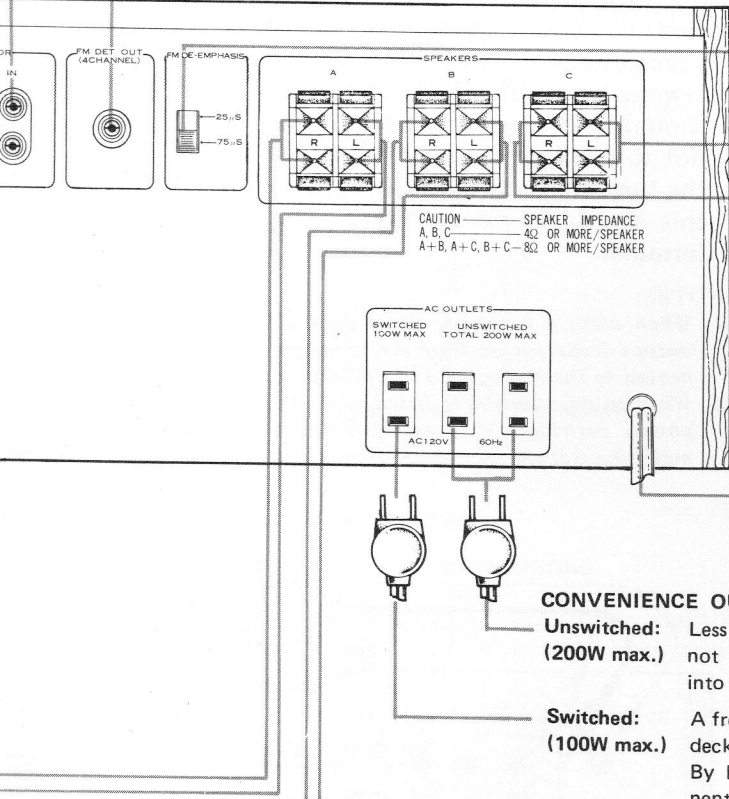 IN
FM DET OUT
(4CHANNEL)
FM DE-EMPHASIS
25µS
75µS
SPEAKERS
A B C
R L R L R L
CAUTION SPEAKER IMPEDANCE
A, B, C 4Ω OR MORE/SPEAKER
A+B, A+C, B+C 8Ω OR MORE/SPEAKER
AC OUTLETS
SWITCHED
100W MAX
UNSWITCHED
TOTAL 200W MAX
AC120V 60Hz
CONVENIENCE
Unswitched: Less
(200W max.) not
into
Switched: A
(100W max.) deck
By